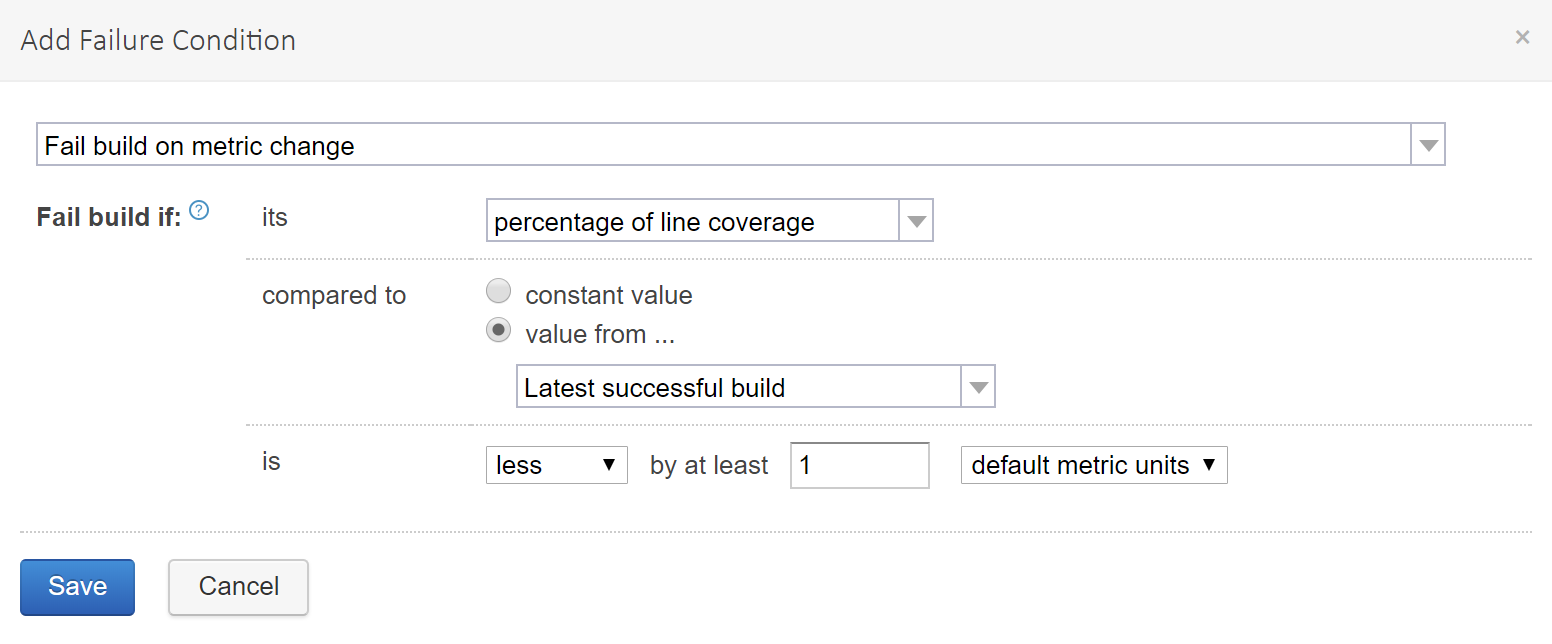 Add Failure Condition ×
Fail build on metric change
Fail build if: ? its percentage of line coverage
compared to constant value
value from ...
Latest successful build
is less by at least 1 default metric units
Save Cancel